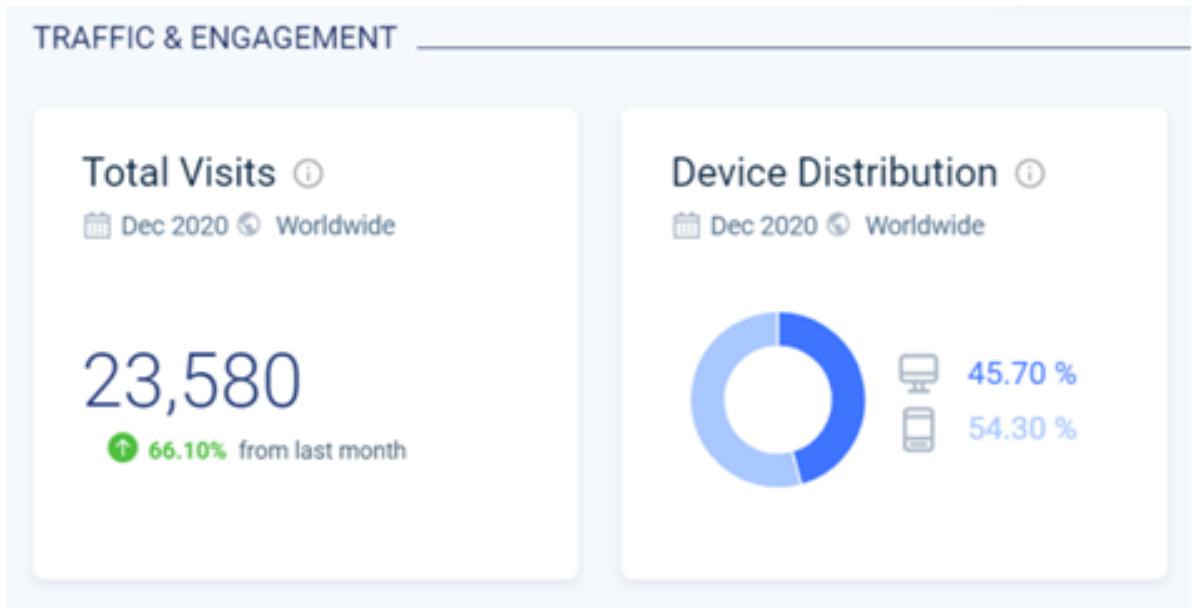 TRAFFIC & ENGAGEMENT
Total Visits
Dec 2020 Worldwide
23,580
66.10% from last month
Device Distribution
Dec 2020 Worldwide
45.70 %
54.30 %